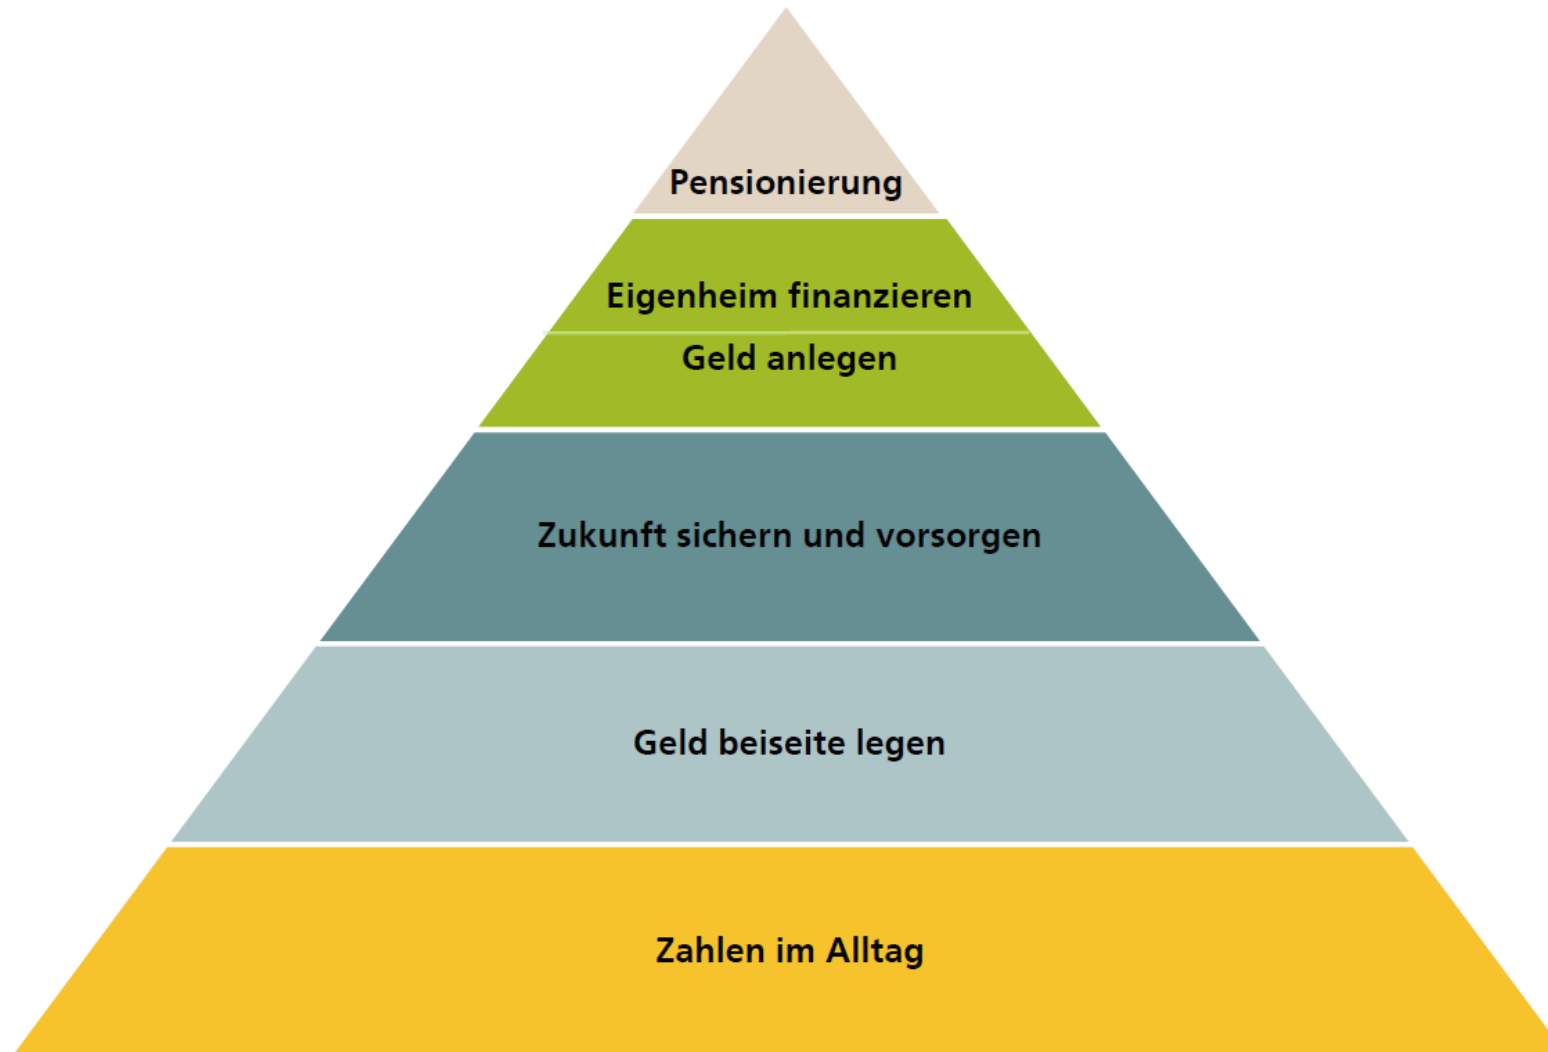 Pensionierung
Eigenheim finanzieren
Geld anlegen
Zukunft sichern und vorsorgen
Geld beiseite legen
Zahlen im Alltag